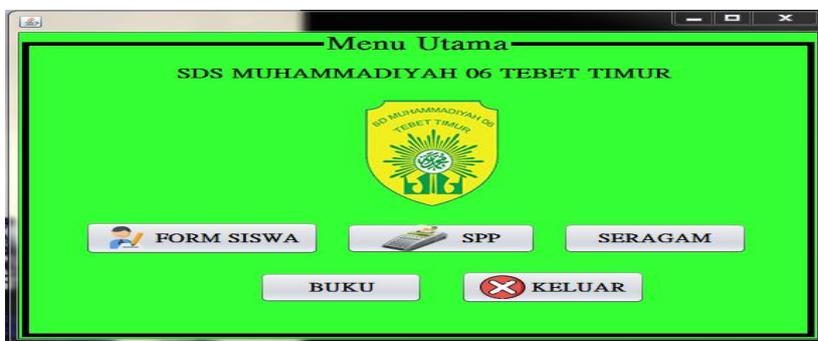 Menu Utama
SDS MUHAMMADIYAH 06 TEBET TIMUR
SD MUHAMMADIYAH 06
TEBET TIMUR
FORM SISWA
SPP
SERAGAM
BUKU
KELUAR